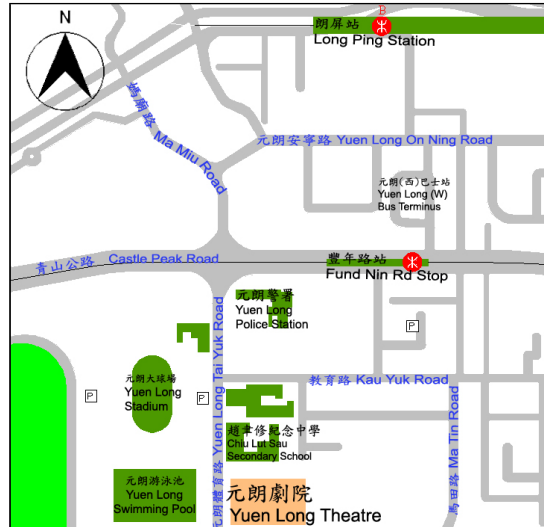 B
N
朗屏站
Long Ping Station
媽廟路 Ma Miu Road
元朗安寧路 Yuen Long On Ning Road
元朗(西)巴士站
Yuen Long (W)
Bus Terminus
青山公路 Castle Peak Road
豐年路站
Fund Nin Rd Stop
元朗警署
Yuen Long
Police Station
P
元朗體育路 Yuen Long Tai Yuk Road
教育路 Kau Yuk Road
元朗大球場
Yuen Long
Stadium
P
P
馬田路 Ma Tin Road
趙聿修紀念中學
Chiu Lut Sau
Secondary School
元朗游泳池
Yuen Long
Swimming Pool
元朗劇院
Yuen Long Theatre